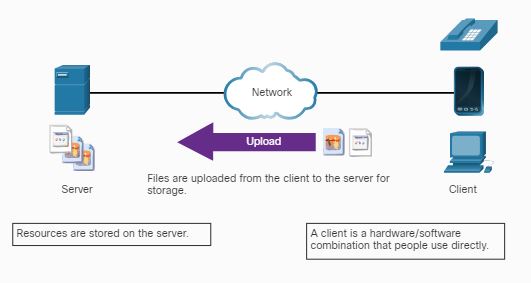 Network
Upload
Files are uploaded from the client to the server for
storage.
Server
Client
Resources are stored on the server.
A client is a hardware/software
combination that people use directly.